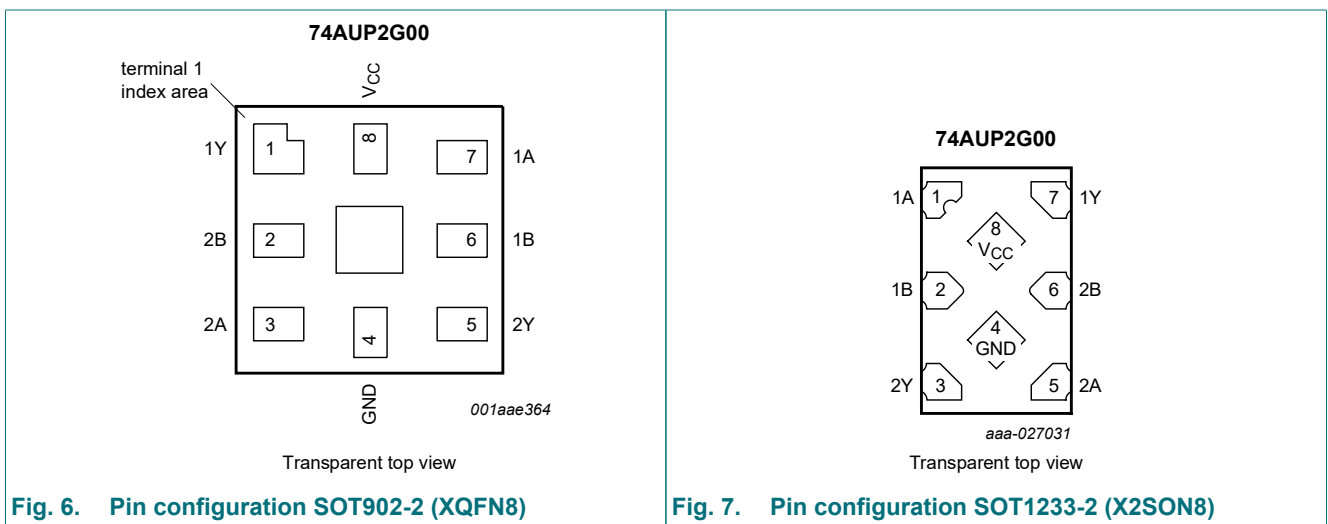 74AUP2G00
terminal 1
index area
VCC
1Y 1 8 7 1A
2B 2 6 1B
2A 3 4 5 2Y
GND
001aae364
Transparent top view
Fig. 6. Pin configuration SOT902-2 (XQFN8)
74AUP2G00
1A 1 7 1Y
8
VCC
1B 2 6 2B
4
GND
2Y 3 5 2A
aaa-027031
Transparent top view
Fig. 7. Pin configuration SOT1233-2 (X2SON8)